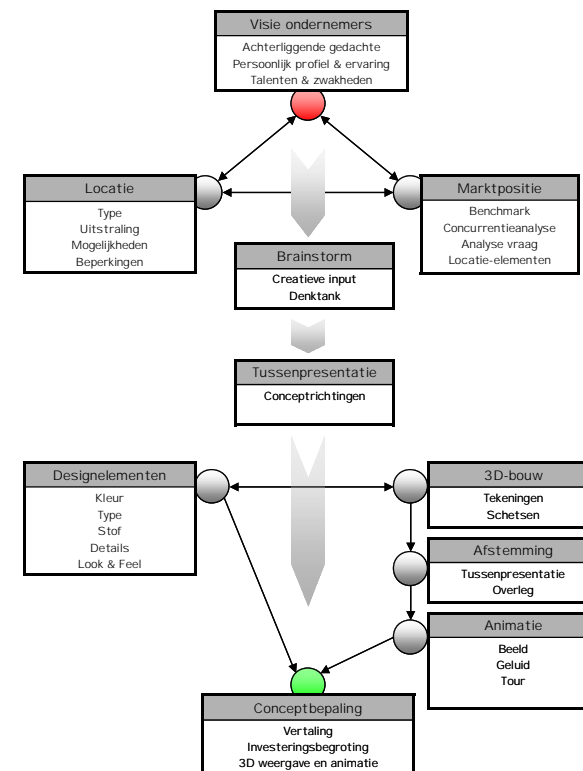 Visie ondernemers
Achterliggende gedachte
Persoonlijk profiel & ervaring
Talenten & zwakheden
Locatie
Type
Uitstraling
Mogelijkheden
Beperkingen
Marktpositie
Benchmark
Concurrentieanalyse
Analyse vraag
Locatie-elementen
Brainstorm
Creatieve input
Denktank
Tussenpresentatie
Conceptrichtingen
Designelementen
Kleur
Type
Stof
Details
Look & Feel
3D-bouw
Tekeningen
Schetsen
Afstemming
Tussenpresentatie
Overleg
Animatie
Beeld
Geluid
Tour
Conceptbepaling
Vertaling
Investeringsbegroting
3D weergave en animatie